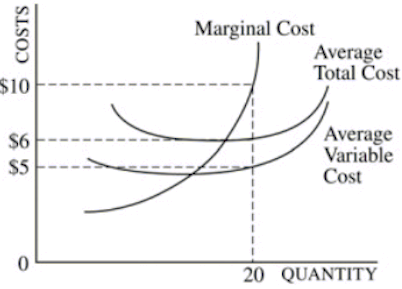 COSTS
Marginal Cost
Average
Total Cost
$10
$6
Average
Variable
Cost
$5
0
20
QUANTITY